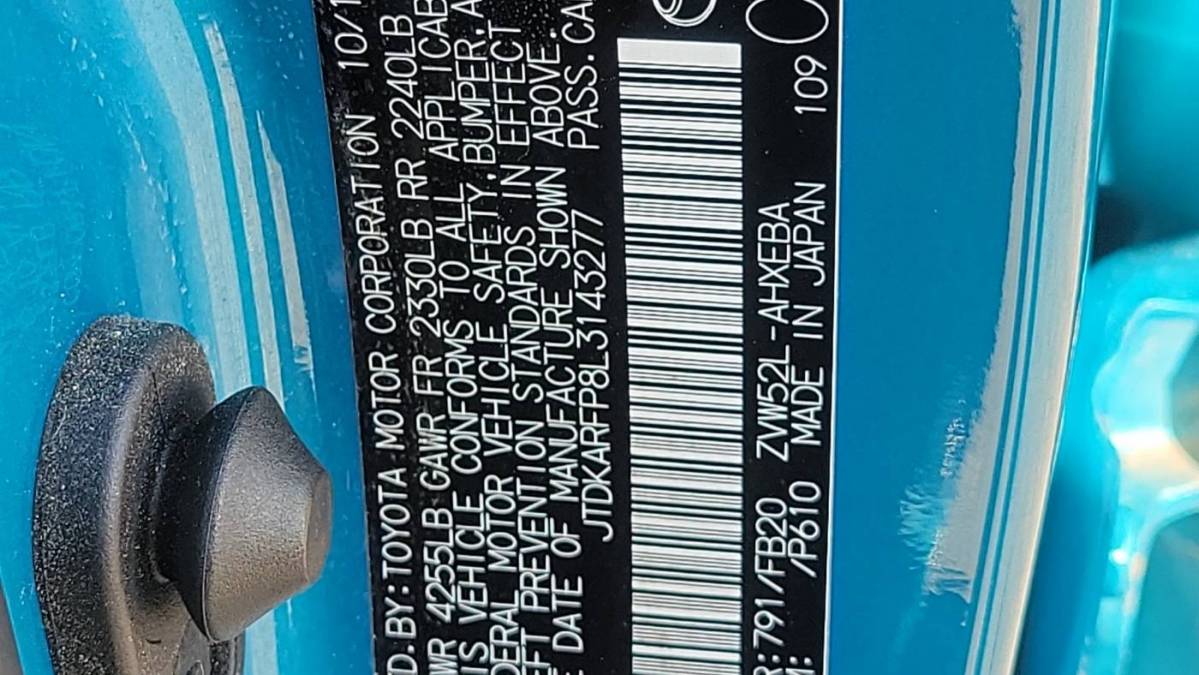 FD.BY:TOYOTA MOTOR CORPORATION 10/1
WR 4255LB GAWR FR 2330LB RR 2240LB
IS VEHICLE CONFORMS TO ALL APPLICAB
DERAL MOTOR VEHICLE SAFETY,BUMPER,A
EFT PREVENTION STANDARDS IN EFFECT
E DATE OF MANUFACTURE SHOWN ABOVE.
JTDKARFP8L3143277 PASS.CA
R:791/FB20 ZVW52L-AHXEBA
M: /P610 MADE IN JAPAN 109